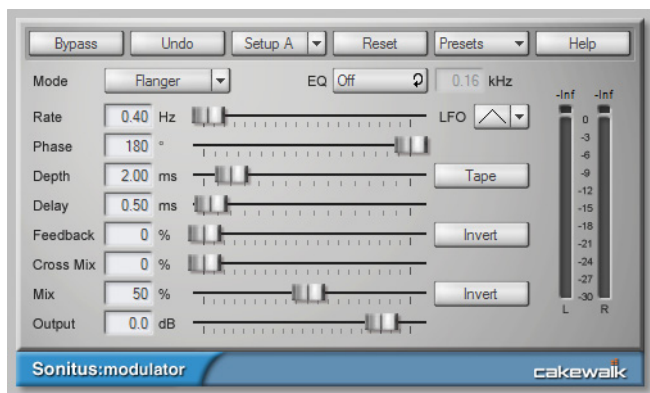 Bypass Undo Setup A Reset Presets Help
Mode Flanger EQ Off 0.16 kHz
-Inf -Inf
Rate 0.40 Hz LFO
Phase 180 °
Depth 2.00 ms Tape
Delay 0.50 ms
Feedback 0 % Invert
Cross Mix 0 %
Mix 50 % Invert
Output 0.0 dB
0
-3
-6
-9
-12
-15
-18
-21
-24
-27
-30
L R
Sonitus:modulator cakewalk